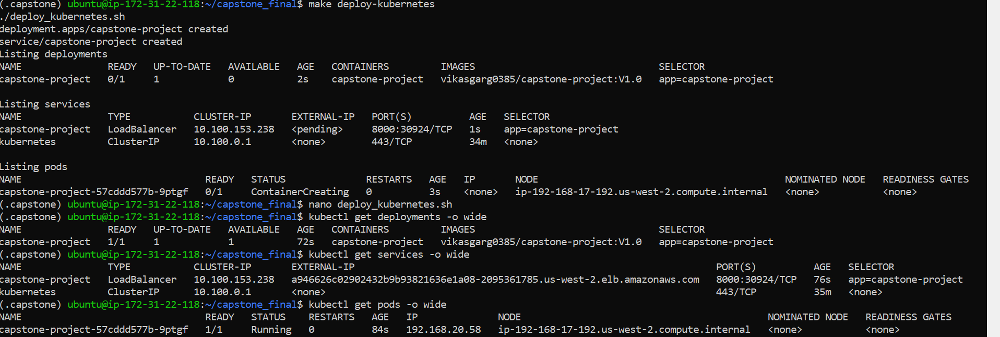 (.capstone) ubuntu@ip-172-31-22-118:~/capstone_final$ make deploy-kubernetes
./deploy_kubernetes.sh
deployment.apps/capstone-project created
service/capstone-project created
Listing deployments
NAME READY UP-TO-DATE AVAILABLE AGE CONTAINERS IMAGES SELECTOR
capstone-project 0/1 1 0 2s capstone-project vikasgarg0385/capstone-project:V1.0 app=capstone-project
Listing services
NAME TYPE CLUSTER-IP EXTERNAL-IP PORT(S) AGE SELECTOR
capstone-project LoadBalancer 10.100.153.238 <pending> 8000:30924/TCP 1s app=capstone-project
kubernetes ClusterIP 10.100.0.1 <none> 443/TCP 34m <none>
Listing pods
NAME READY STATUS RESTARTS AGE IP NODE NOMINATED NODE READINESS GATES
capstone-project-57cddd577b-9ptgf 0/1 ContainerCreating 0 3s <none> ip-192-168-17-192.us-west-2.compute.internal <none> <none>
(.capstone) ubuntu@ip-172-31-22-118:~/capstone_final$ nano deploy_kubernetes.sh
(.capstone) ubuntu@ip-172-31-22-118:~/capstone_final$ kubectl get deployments -o wide
NAME READY UP-TO-DATE AVAILABLE AGE CONTAINERS IMAGES SELECTOR
capstone-project 1/1 1 1 72s capstone-project vikasgarg0385/capstone-project:V1.0 app=capstone-project
(.capstone) ubuntu@ip-172-31-22-118:~/capstone_final$ kubectl get services -o wide
NAME TYPE CLUSTER-IP EXTERNAL-IP PORT(S) AGE SELECTOR
capstone-project LoadBalancer 10.100.153.238 a946626c02902432b9b93821636e1a08-2095361785.us-west-2.elb.amazonaws.com 8000:30924/TCP 76s app=capstone-project
kubernetes ClusterIP 10.100.0.1 <none> 443/TCP 35m <none>
(.capstone) ubuntu@ip-172-31-22-118:~/capstone_final$ kubectl get pods -o wide
NAME READY STATUS RESTARTS AGE IP NODE NOMINATED NODE READINESS GATES
capstone-project-57cddd577b-9ptgf 1/1 Running 0 84s 192.168.20.58 ip-192-168-17-192.us-west-2.compute.internal <none> <none>